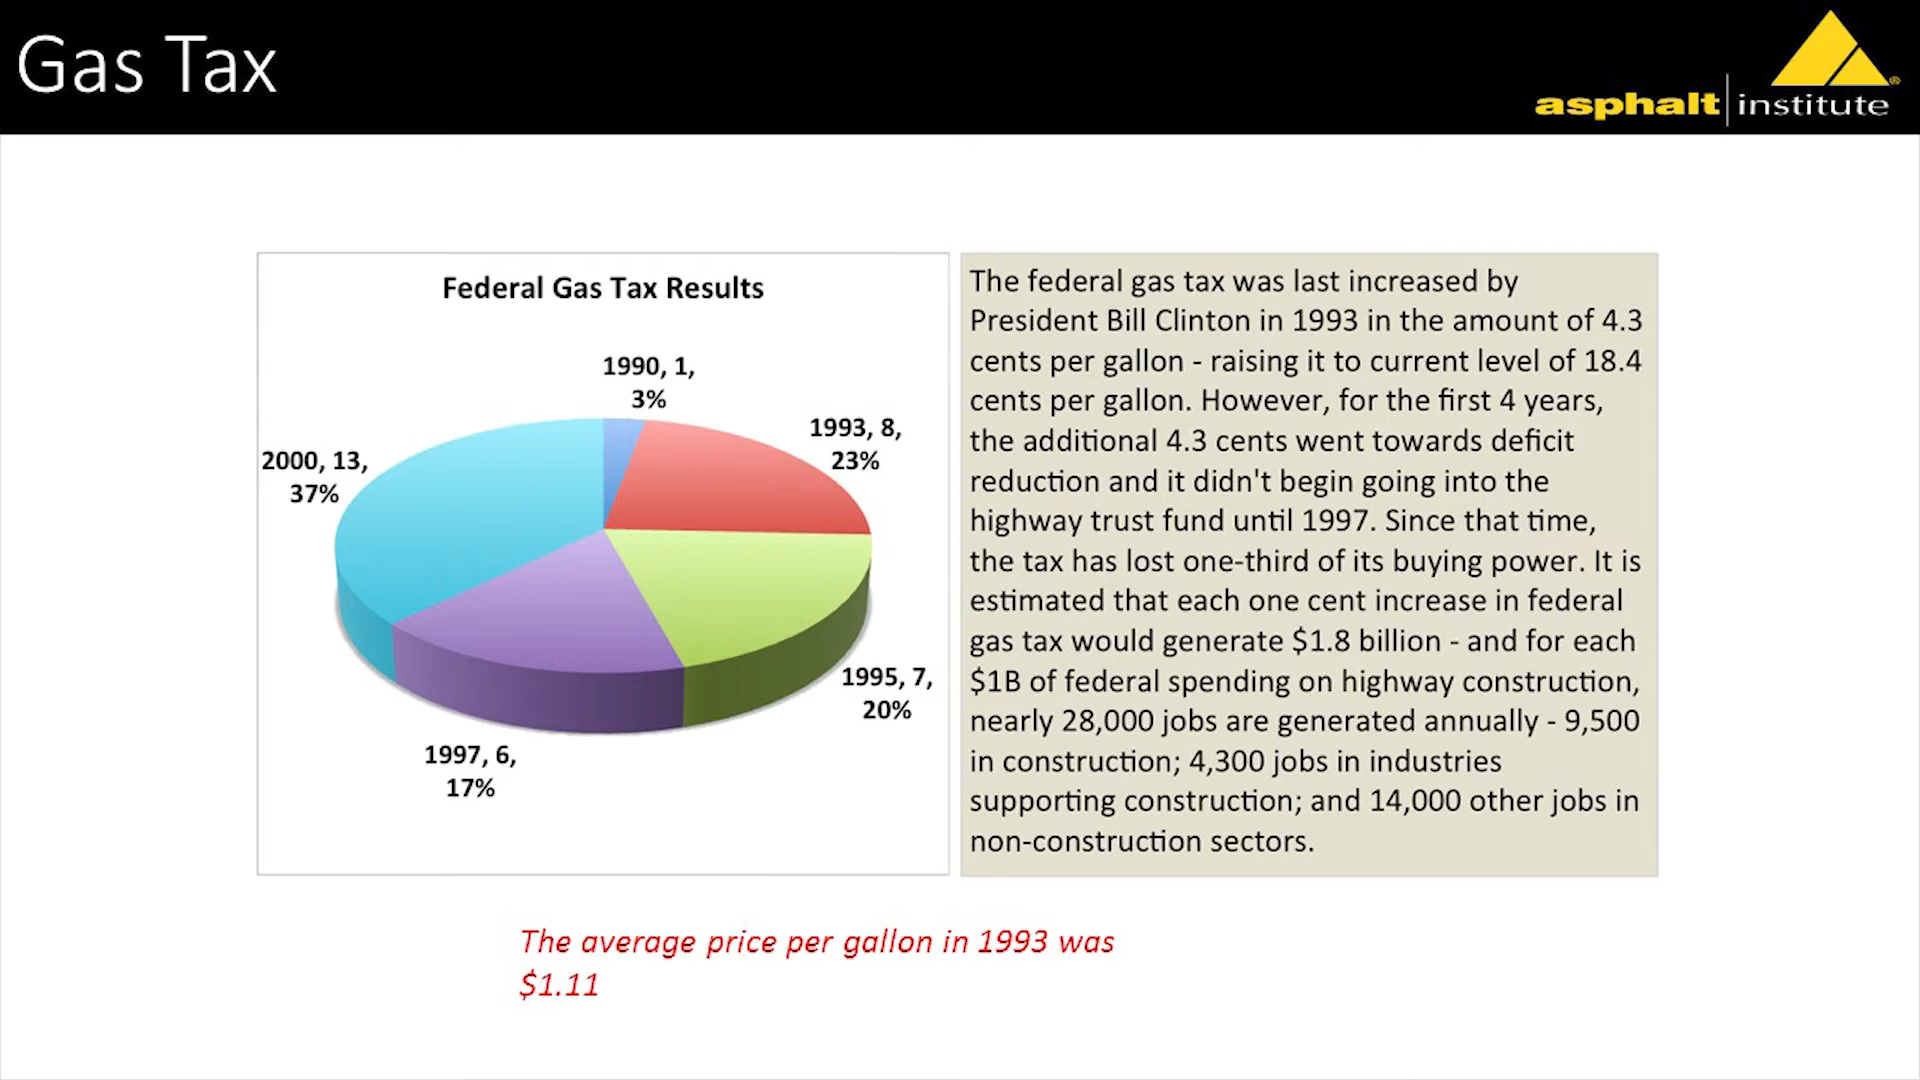 Gas Tax
asphalt institute®
Federal Gas Tax Results
1990, 1,
3%
1993, 8,
23%
2000, 13,
37%
1995, 7,
20%
1997, 6,
17%
The federal gas tax was last increased by
President Bill Clinton in 1993 in the amount of 4.3
cents per gallon - raising it to current level of 18.4
cents per gallon. However, for the first 4 years,
the additional 4.3 cents went towards deficit
reduction and it didn't begin going into the
highway trust fund until 1997. Since that time,
the tax has lost one-third of its buying power. It is
estimated that each one cent increase in federal
gas tax would generate $1.8 billion - and for each
$1B of federal spending on highway construction,
nearly 28,000 jobs are generated annually - 9,500
in construction; 4,300 jobs in industries
supporting construction; and 14,000 other jobs in
non-construction sectors.
The average price per gallon in 1993 was
$1.11